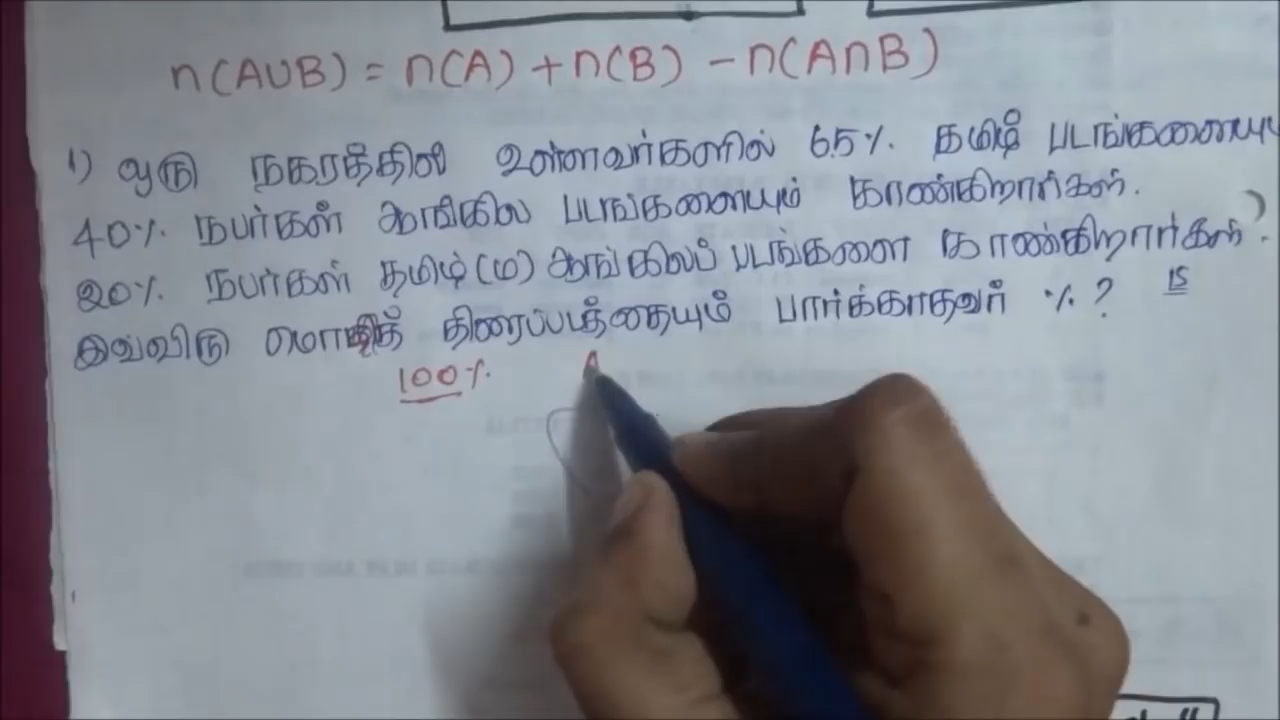 n(AUB) = n(A) + n(B) - n(A∩B)
1) ஒரு நகரத்தில் உள்ளவர்களில் 65% தமிழ் படங்களையு
40% நபர்கள் ஆங்கில படங்களையும் காண்கிறார்கள்.
20% நபர்கள் தமிழ் (ம) ஆங்கிலப் படங்களை காண்கிறார்கள்.
இவ்விரு மொழித் திரைப்படத்தையும் பார்க்காதவர் %? 15
100% A